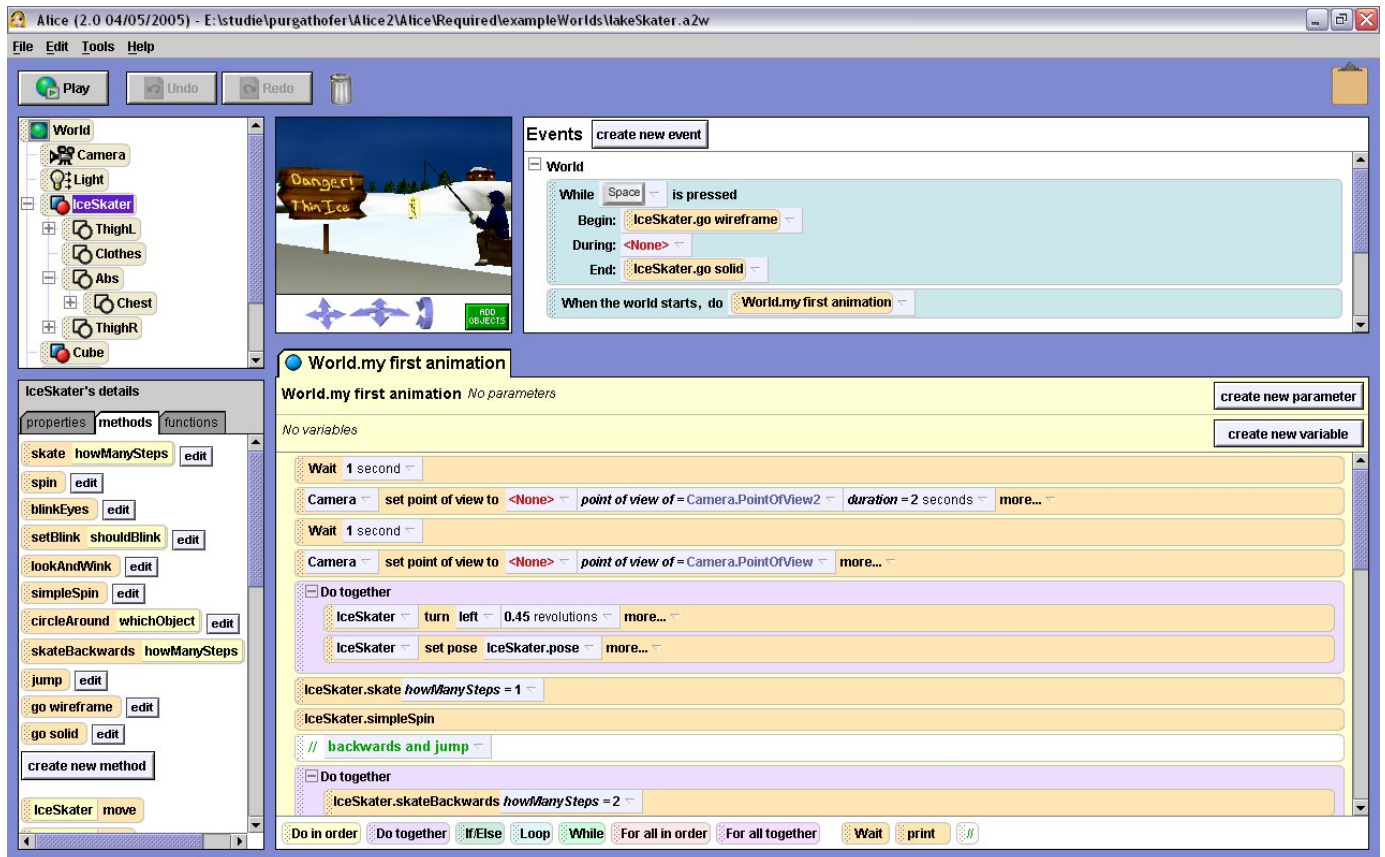 Alice (2.0 04/05/2005) - E:\studie\purgathofer\Alice2\Alice\Required\exampleWorlds\lakeSkater.a2w
File Edit Tools Help
Play Undo Redo
World
Camera
Light
IceSkater
ThighL
Clothes
Abs
Chest
ThighR
Cube
Danger!
Thin Ice
ADD
OBJECTS
Events create new event
World
While Space is pressed
Begin: IceSkater.go wireframe
During: <None>
End: IceSkater.go solid
When the world starts, do World.my first animation
IceSkater's details
properties methods functions
skate howManySteps edit
spin edit
blinkEyes edit
setBlink shouldBlink edit
lookAndWink edit
simpleSpin edit
circleAround whichObject edit
skateBackwards howManySteps
jump edit
go wireframe edit
go solid edit
create new method
IceSkater move
World.my first animation
World.my first animation No parameters create new parameter
No variables create new variable
Wait 1 second
Camera set point of view to <None> point of view of = Camera.PointOfView2 duration = 2 seconds more...
Wait 1 second
Camera set point of view to <None> point of view of = Camera.PointOfView more...
Do together
IceSkater turn left 0.45 revolutions more...
IceSkater set pose IceSkater.pose more...
IceSkater.skate howManySteps = 1
IceSkater.simpleSpin
// backwards and jump
Do together
IceSkater.skateBackwards howManySteps = 2
Do in order Do together If/Else Loop While For all in order For all together Wait print //